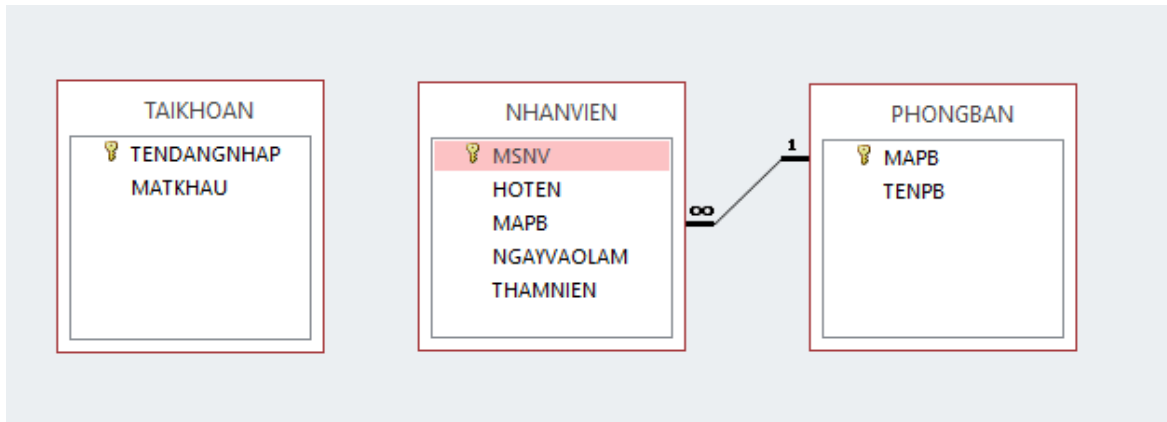 TAIKHOAN
TENDANGNHAP
MATKHAU
NHANVIEN
MSNV
HOTEN
MAPB
NGAYVAOLAM
THAMNIEN
∞
1
PHONGBAN
MAPB
TENPB